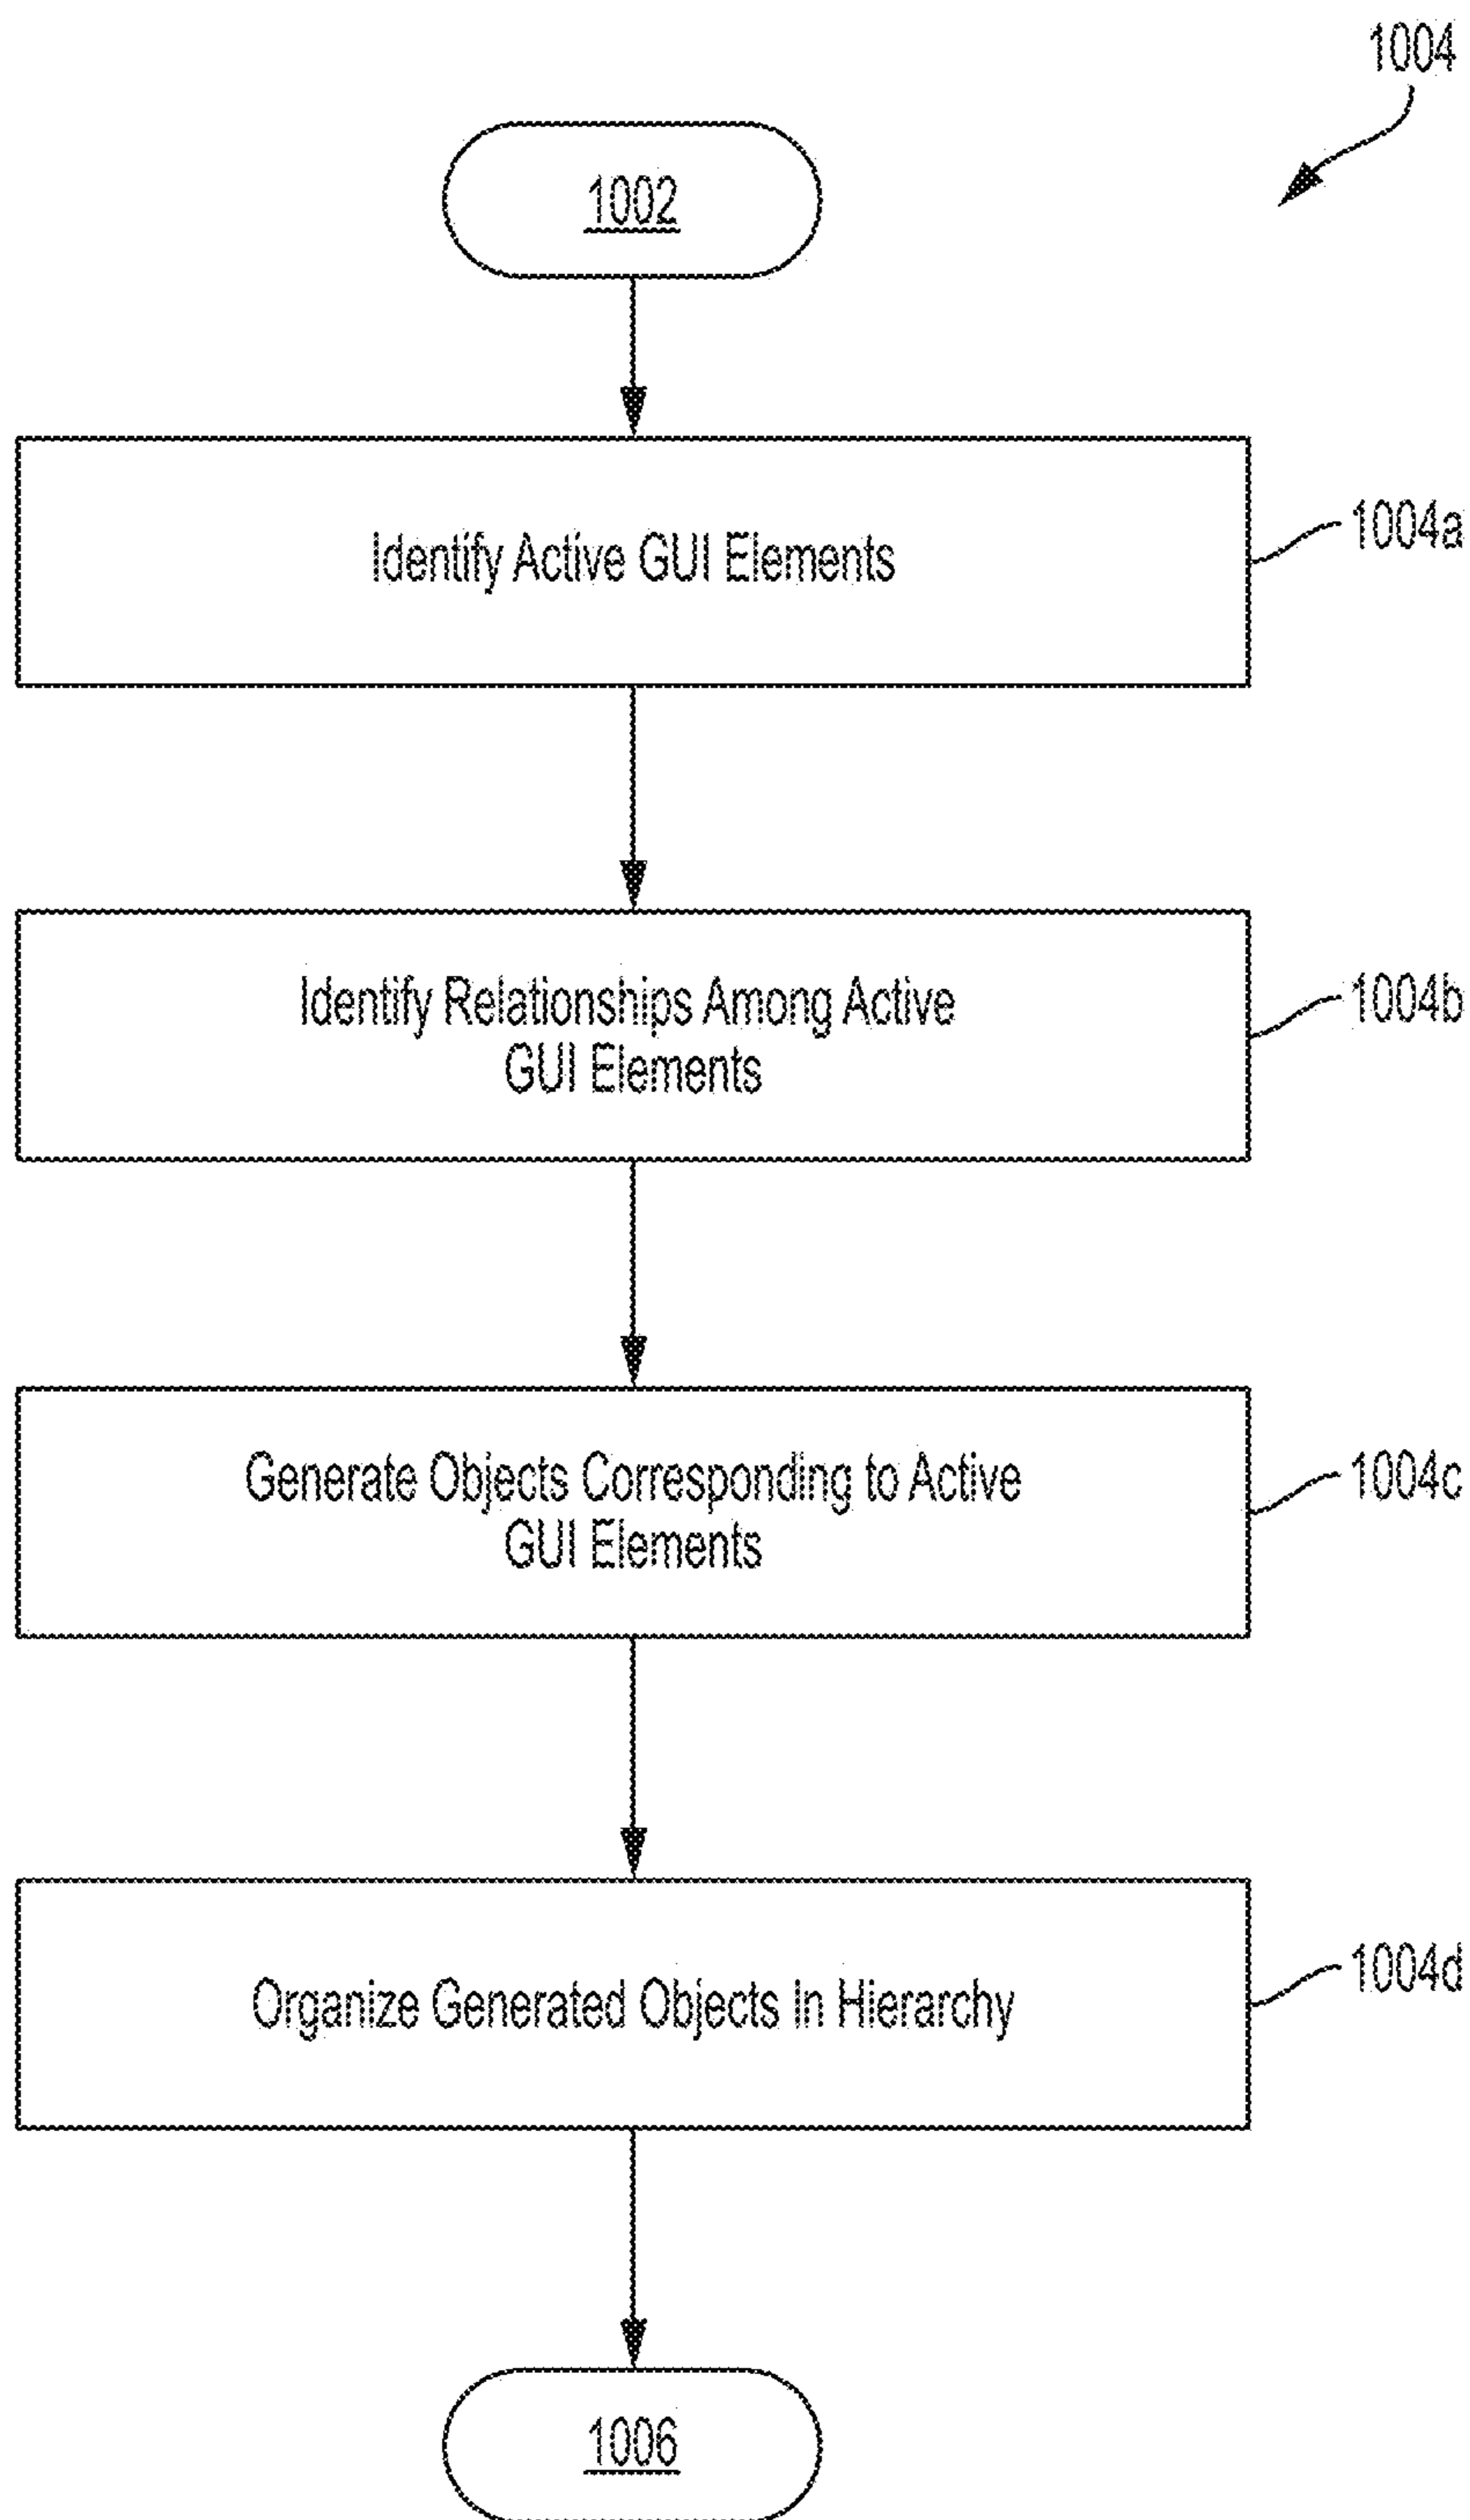 1004
1002
Identify Active GUI Elements
1004a
Identify Relationships Among Active
GUI Elements
1004b
Generate Objects Corresponding to Active
GUI Elements
1004c
Organize Generated Objects In Hierarchy
1004d
1006